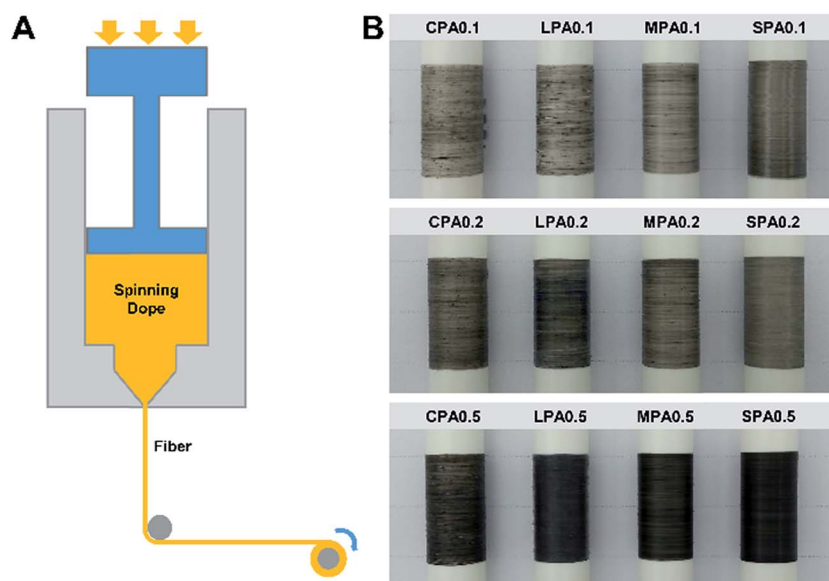 A
Spinning
Dope
Fiber
B
CPA0.1 LPA0.1 MPA0.1 SPA0.1
CPA0.2 LPA0.2 MPA0.2 SPA0.2
CPA0.5 LPA0.5 MPA0.5 SPA0.5